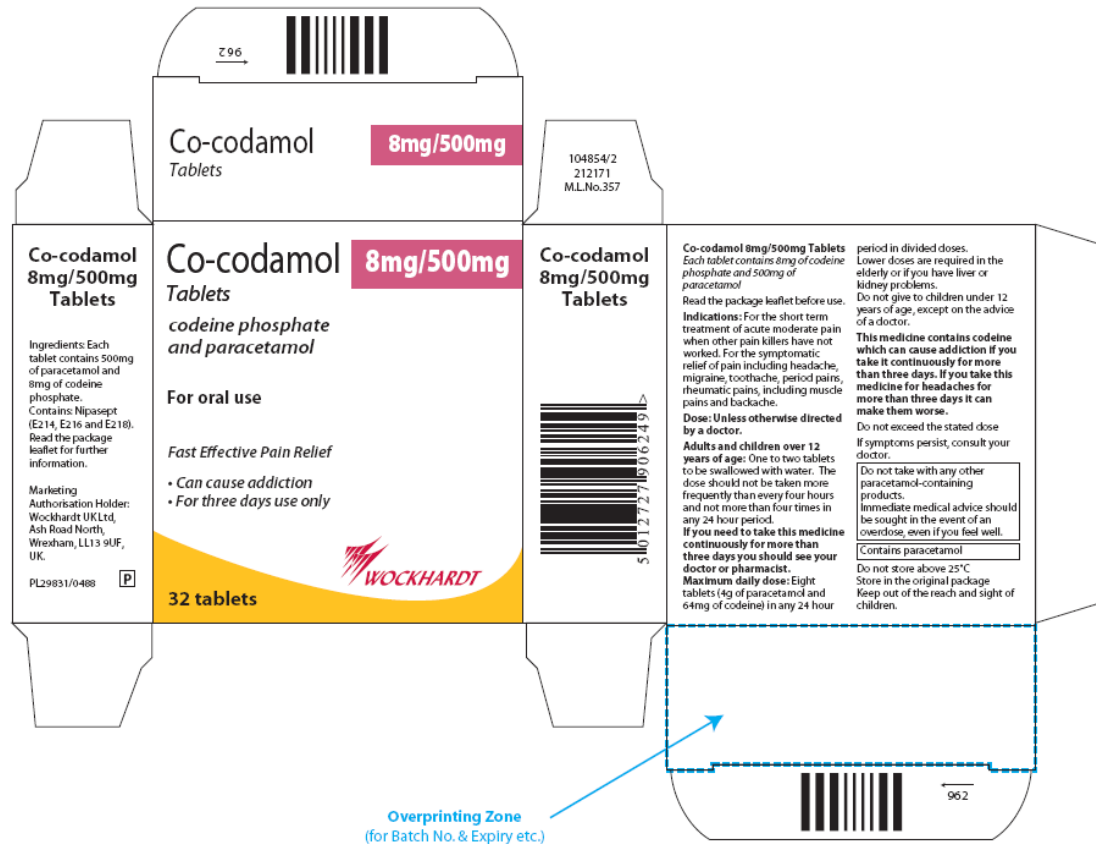 962
Co-codamol
8mg/500mg
Tablets
104854/2
212171
M.L.No.357
Co-codamol
8mg/500mg
Tablets
Ingredients: Each
tablet contains 500mg
of paracetamol and
8mg of codeine
phosphate.
Contains: Nipasept
(E214, E216 and E218).
Read the package
leaflet for further
information.
Marketing
Authorisation Holder:
Wockhardt UK Ltd,
Ash Road North,
Wrexham, LL13 9UF,
UK.
PL29831/0488
P
Co-codamol
8mg/500mg
Tablets
codeine phosphate
and paracetamol
For oral use
Fast Effective Pain Relief
• Can cause addiction
• For three days use only
WOCKHARDT
32 tablets
Co-codamol
8mg/500mg
Tablets
5 012727 906249 >
Co-codamol 8mg/500mg Tablets
Each tablet contains 8mg of codeine
phosphate and 500mg of
paracetamol
Read the package leaflet before use.
Indications: For the short term
treatment of acute moderate pain
when other pain killers have not
worked. For the symptomatic
relief of pain including headache,
migraine, toothache, period pains,
rheumatic pains, including muscle
pains and backache.
Dose: Unless otherwise directed
by a doctor.
Adults and children over 12
years of age: One to two tablets
to be swallowed with water. The
dose should not be taken more
frequently than every four hours
and not more than four times in
any 24 hour period.
If you need to take this medicine
continuously for more than
three days you should see your
doctor or pharmacist.
Maximum daily dose: Eight
tablets (4g of paracetamol and
64mg of codeine) in any 24 hour
period in divided doses.
Lower doses are required in the
elderly or if you have liver or
kidney problems.
Do not give to children under 12
years of age, except on the advice
of a doctor.
This medicine contains codeine
which can cause addiction if you
take it continuously for more
than three days. If you take this
medicine for headaches for
more than three days it can
make them worse.
Do not exceed the stated dose
If symptoms persist, consult your
doctor.
Do not take with any other
paracetamol-containing
products.
Immediate medical advice should
be sought in the event of an
overdose, even if you feel well.
Contains paracetamol
Do not store above 25°C
Store in the original package
Keep out of the reach and sight of
children.
962
Overprinting Zone
(for Batch No. & Expiry etc.)